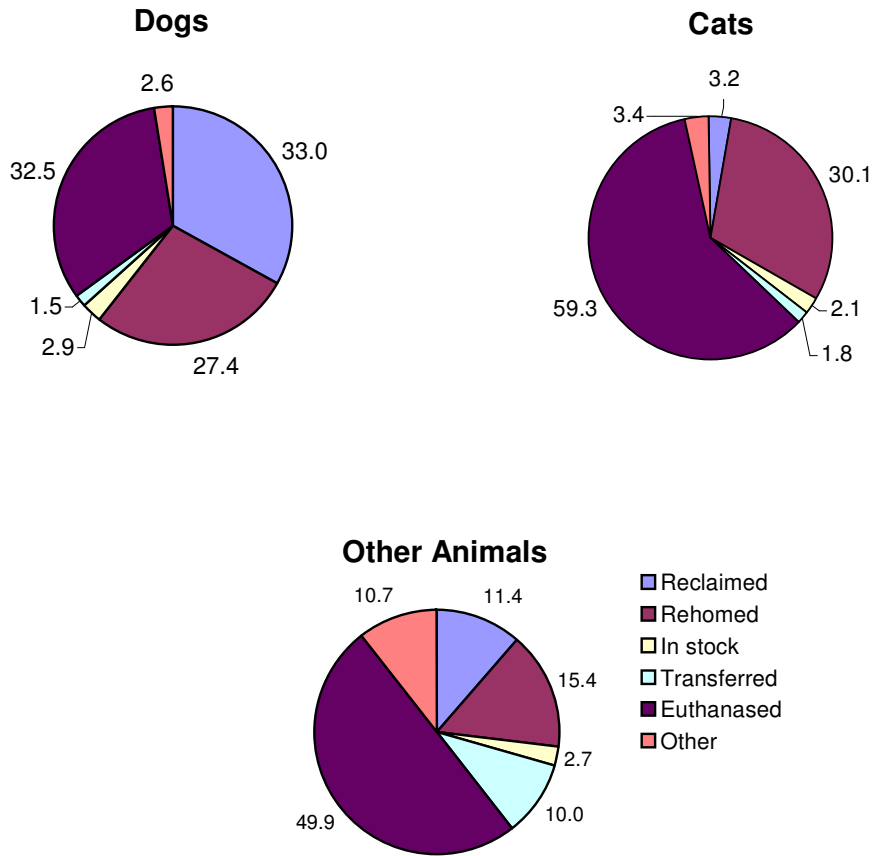 Dogs
2.6
33.0
32.5
1.5
2.9
27.4
Cats
3.2
3.4
30.1
59.3
2.1
1.8
Other Animals
10.7
11.4
15.4
2.7
10.0
49.9
Reclaimed
Rehomed
In stock
Transferred
Euthanased
Other